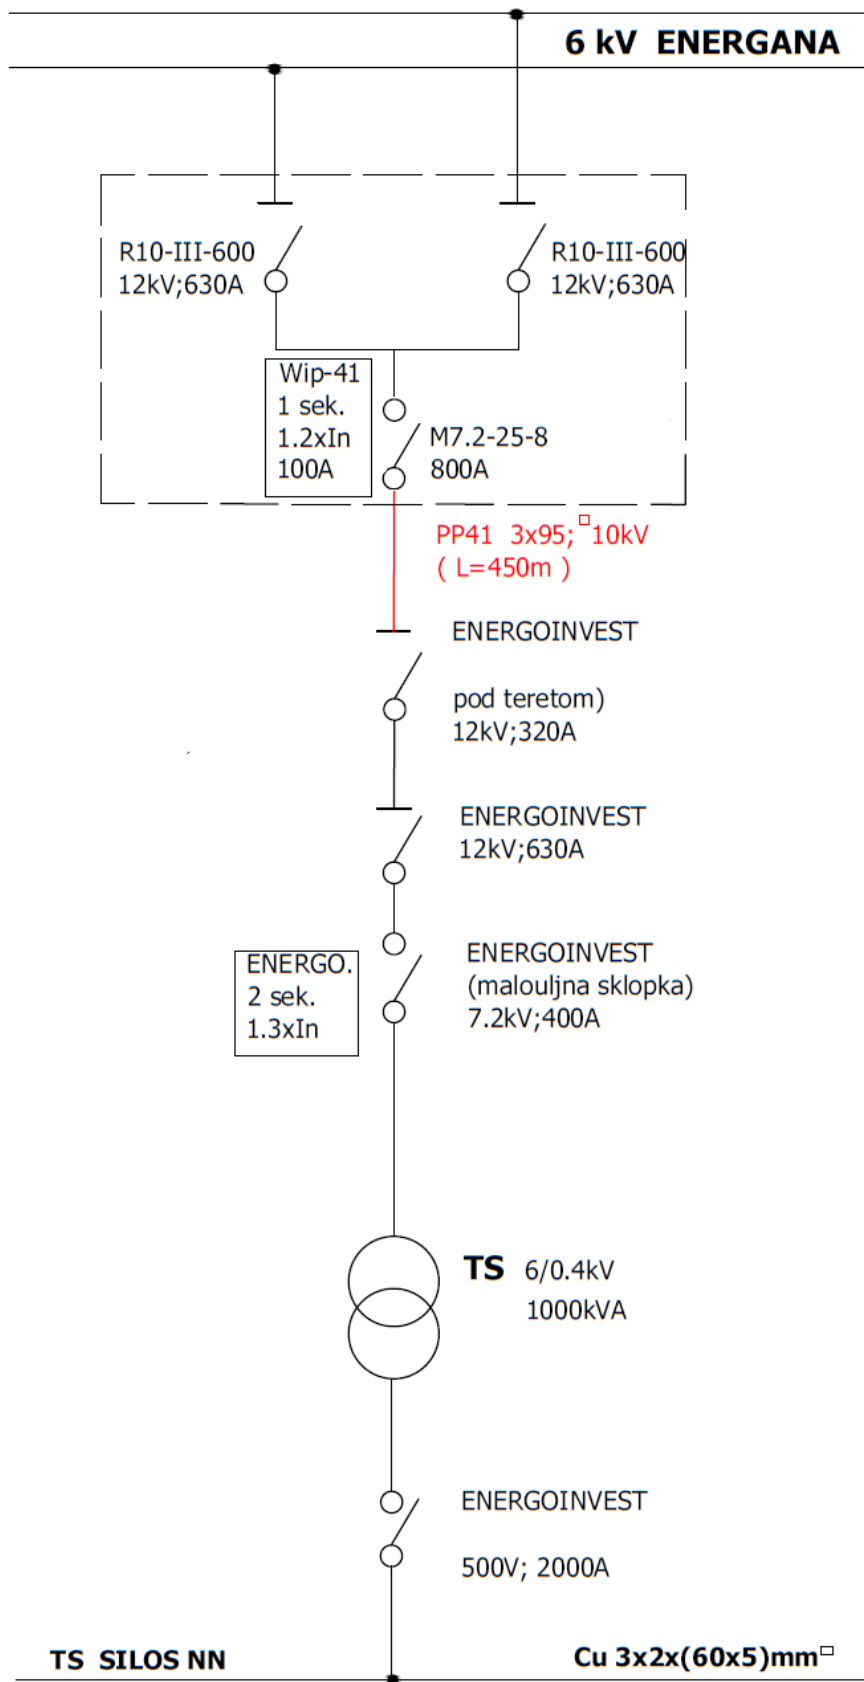 6 kV ENERGANA
R10-III-600
12kV;630A
R10-III-600
12kV;630A
Wip-41
1 sek.
1.2xIn
100A
M7.2-25-8
800A
PP41 3x95;□10kV
( L=450m )
ENERGOINVEST
pod teretom)
12kV;320A
ENERGOINVEST
12kV;630A
ENERGO.
2 sek.
1.3xIn
ENERGOINVEST
(malouljna sklopka)
7.2kV;400A
TS 6/0.4kV
1000kVA
ENERGOINVEST
500V; 2000A
TS SILOS NN
Cu 3x2x(60x5)mm□